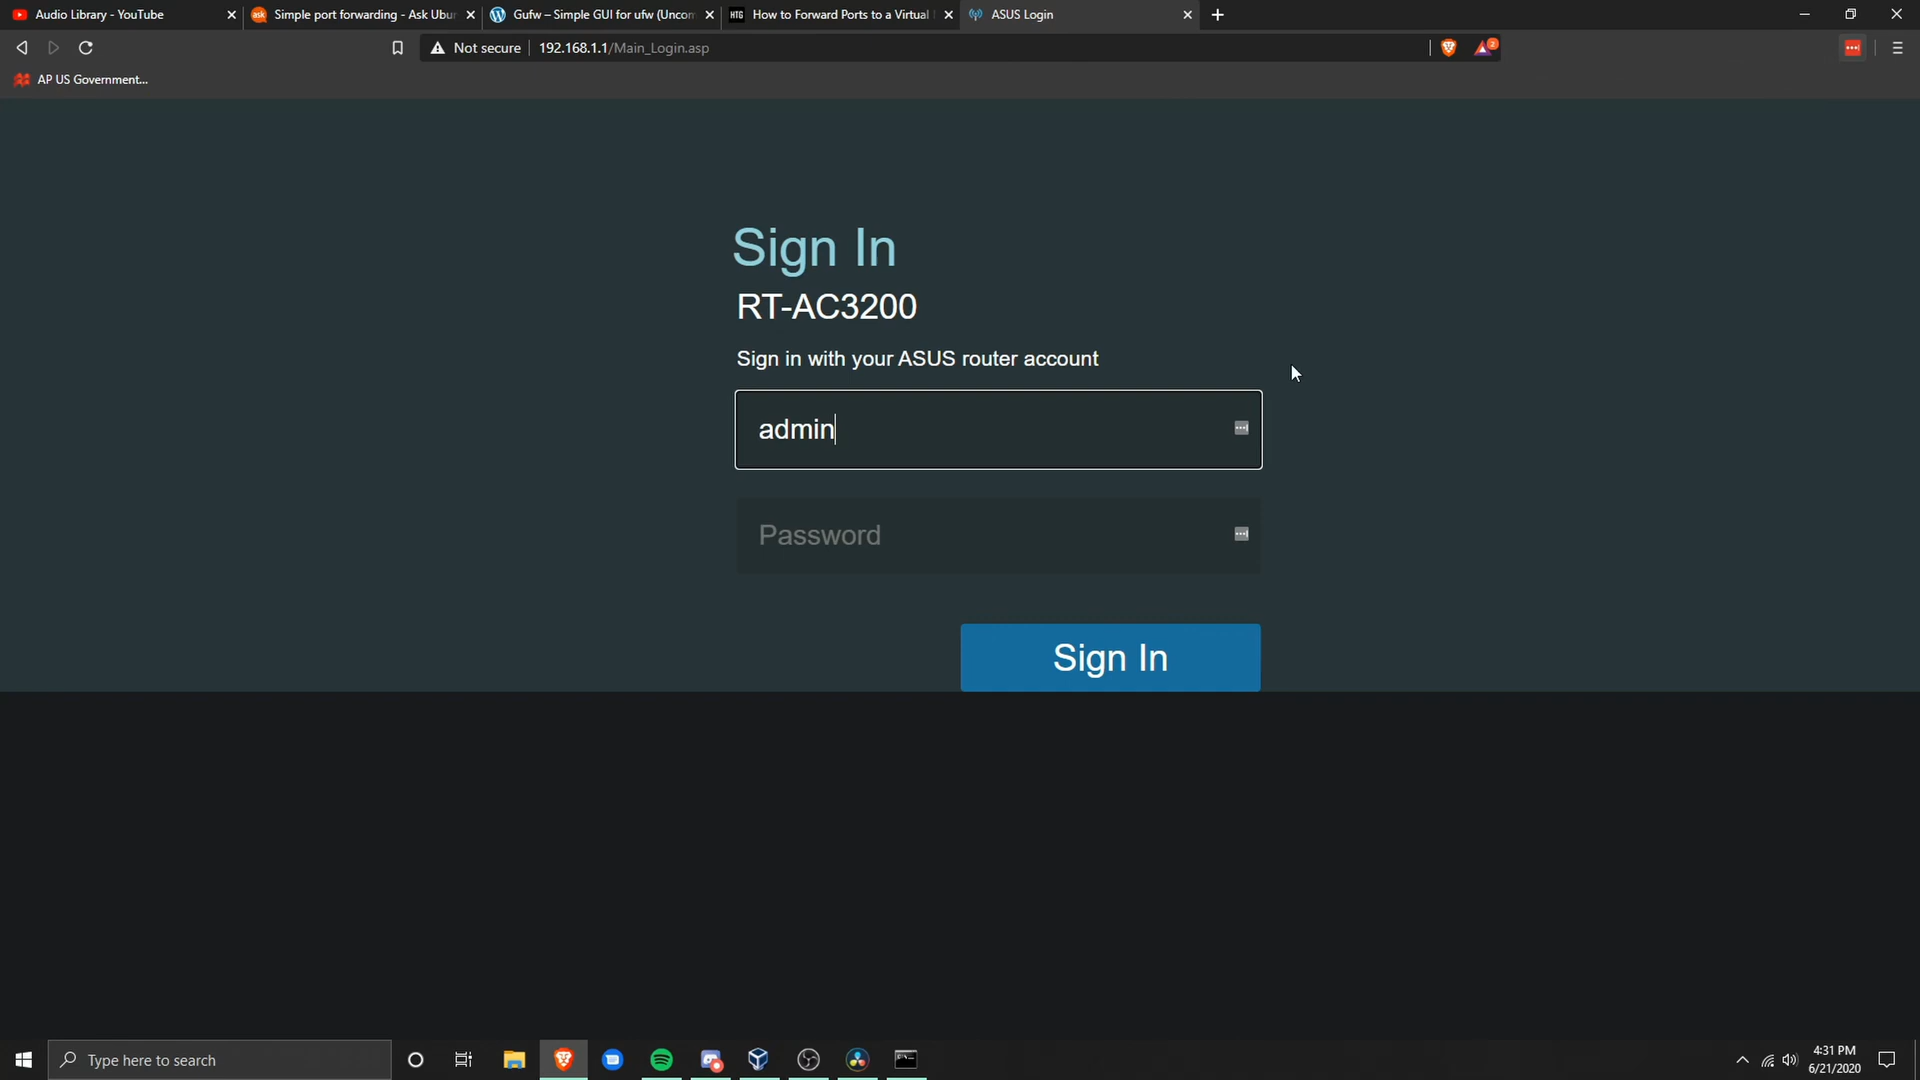 Audio Library - YouTube
Simple port forwarding - Ask Ubur
Gufw – Simple GUI for ufw (Uncom
HTG How to Forward Ports to a Virtual
ASUS Login
Not secure 192.168.1.1/Main_Login.asp
2
AP US Government...
Sign In
RT-AC3200
Sign in with your ASUS router account
admin
Password
Sign In
Type here to search
4:31 PM
6/21/2020